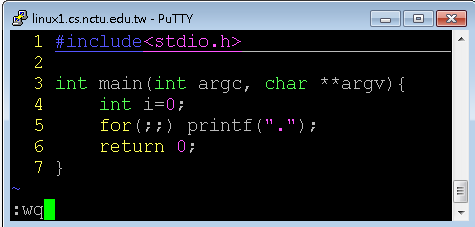 linux1.cs.nctu.edu.tw - PuTTY
1 #include<stdio.h>
2
3 int main(int argc, char **argv){
4     int i=0;
5     for(;;) printf(".");
6     return 0;
7 }
~
:wq